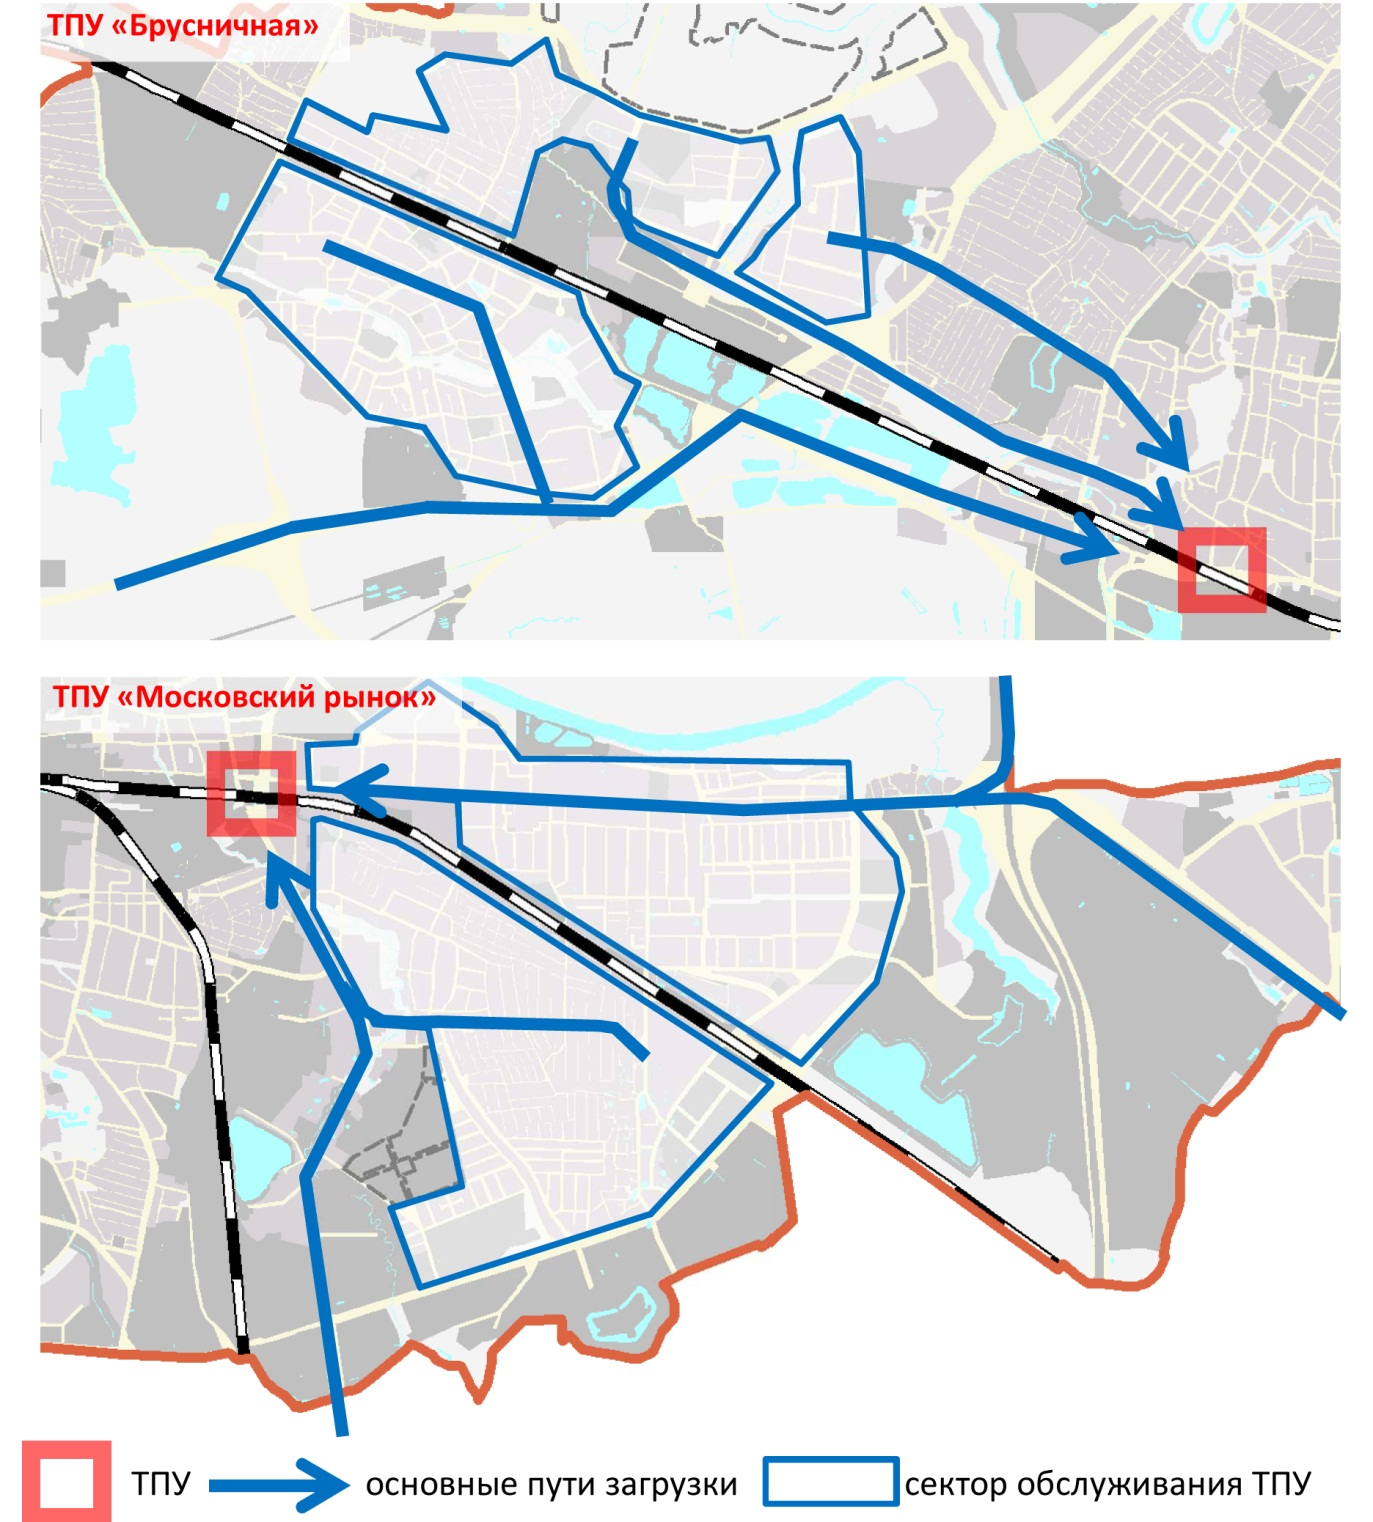 ТПУ «Брусничная»
ТПУ «Московский рынок»
ТПУ
основные пути загрузки
сектор обслуживания ТПУ